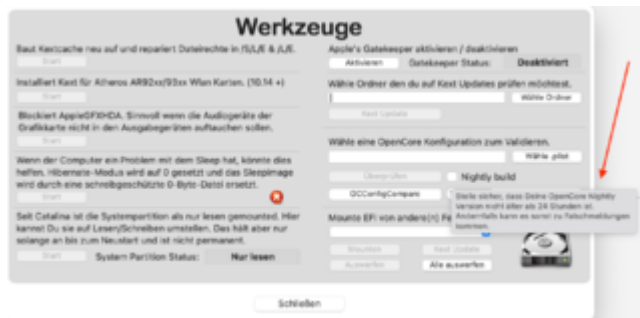 Werkzeuge
Baut Kextcache neu auf und repariert Dateirechte in /S/L/E & /L/E.
Start
Installiert Kext für Atheros AR92xx/93xx Wlan Karten. (10.14 +)
Start
Blockiert AppleGFXHDA. Sinnvoll wenn die Audiogeräte der
Grafikkarte nicht in den Ausgabegeräten auftauchen sollen.
Start
Wenn der Computer ein Problem mit dem Sleep hat, könnte dies
helfen. Hibernate-Modus wird auf 0 gesetzt und das Sleepimage
wird durch eine schreibgeschützte 0-Byte-Datei ersetzt.
Start
Seit Catalina ist die Systempartition als nur lesen gemounted. Hier
kannst Du sie auf Lesen/Schreiben umstellen. Das hält aber nur
solange an bis zum Neustart und ist nicht permanent.
Start
System Partition Status:
Nur lesen
Apple's Gatekeeper aktivieren / deaktivieren
Aktivieren
Gatekeeper Status:
Deaktiviert
Wähle Ordner den du auf Kext Updates prüfen möchtest.
Wähle Ordner
Kext Update
Wähle eine OpenCore Konfiguration zum Validieren.
Wähle .plist
Überprüfen
Nightly build
OCConfigCompare
Stelle sicher, dass Deine OpenCore Nightly
Version nicht älter als 24 Stunden ist.
Andernfalls kann es sonst zu Falschmeldungen
kommen.
Mounte EFI von andere(n) Fe
Mounten
Kext Update
Auswerfen
Alle auswerfen
Schließen